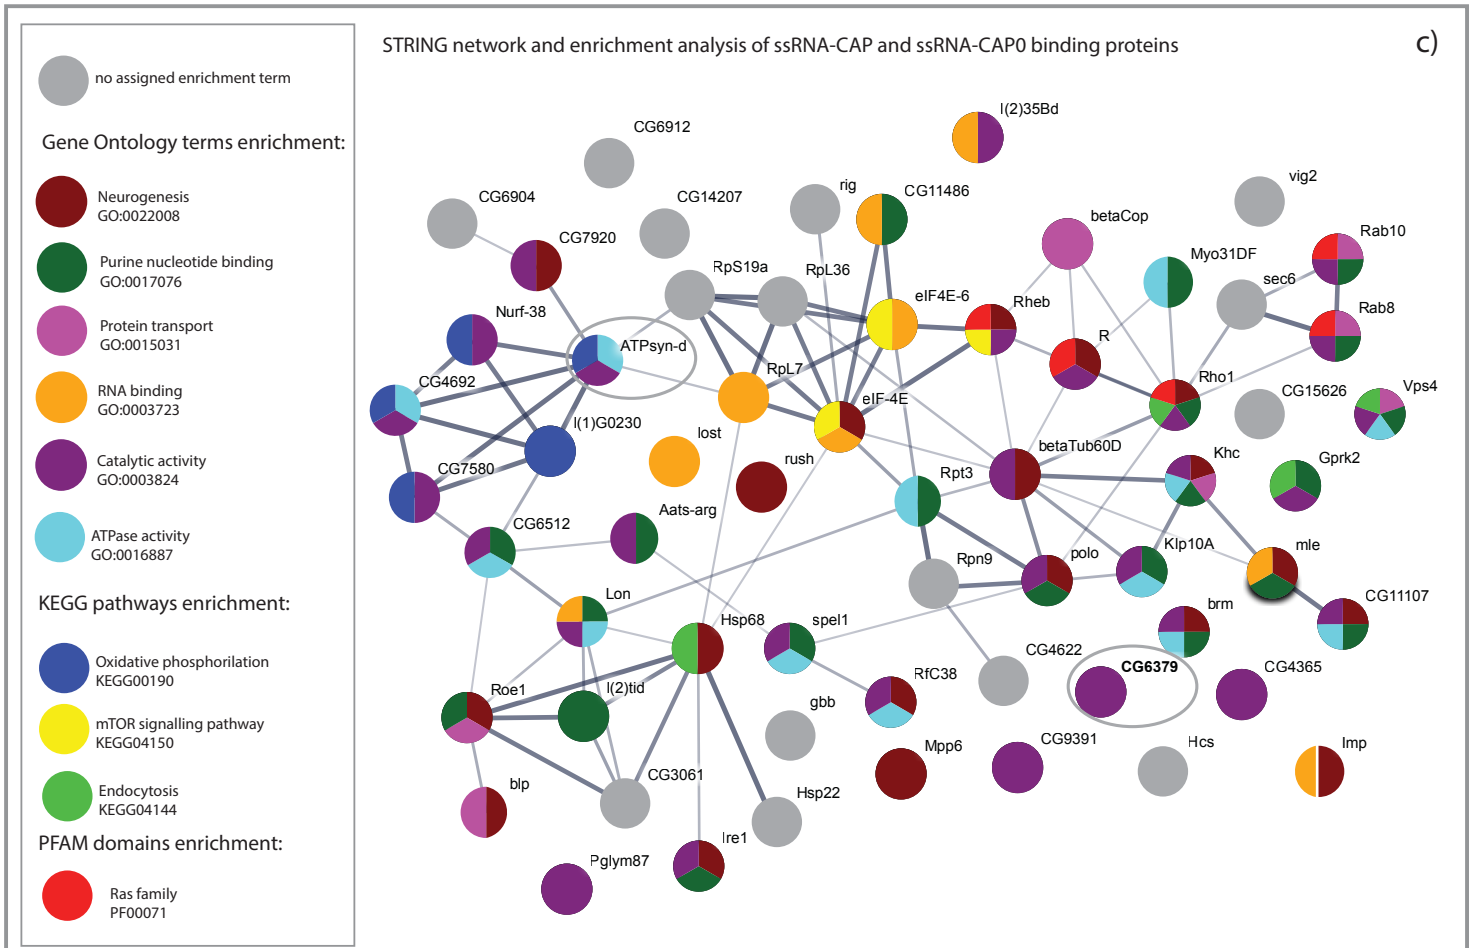 STRING network and enrichment analysis of ssRNA-CAP and ssRNA-CAP0 binding proteins
c)
no assigned enrichment term
Gene Ontology terms enrichment:
Neurogenesis
GO:0022008
Purine nucleotide binding
GO:0017076
Protein transport
GO:0015031
RNA binding
GO:0003723
Catalytic activity
GO:0003824
ATPase activity
GO:0016887
KEGG pathways enrichment:
Oxidative phosphorilation
KEGG00190
mTOR signalling pathway
KEGG04150
Endocytosis
KEGG04144
PFAM domains enrichment:
Ras family
PF00071
l(2)35Bd
CG6912
vig2
CG6904
CG14207
rig
CG11486
betaCop
Rab10
CG7920
Myo31DF
RpS19a
RpL36
sec6
eIF4E-6
Rheb
Rab8
Nurf-38
R
ATPsyn-d
RpL7
Rho1
CG4692
CG15626
Vps4
eIF-4E
l(1)G0230
lost
betaTub60D
Khc
Gprk2
CG7580
rush
Rpt3
Aats-arg
CG6512
KIp10A
mle
Rpn9
polo
Lon
CG11107
brm
Hsp68
spel1
CG4622
CG6379
CG4365
Roe1
l(2)tid
RfC38
gbb
CG9391
Hcs
Imp
Mpp6
blp
CG3061
Hsp22
Ire1
Pglym87